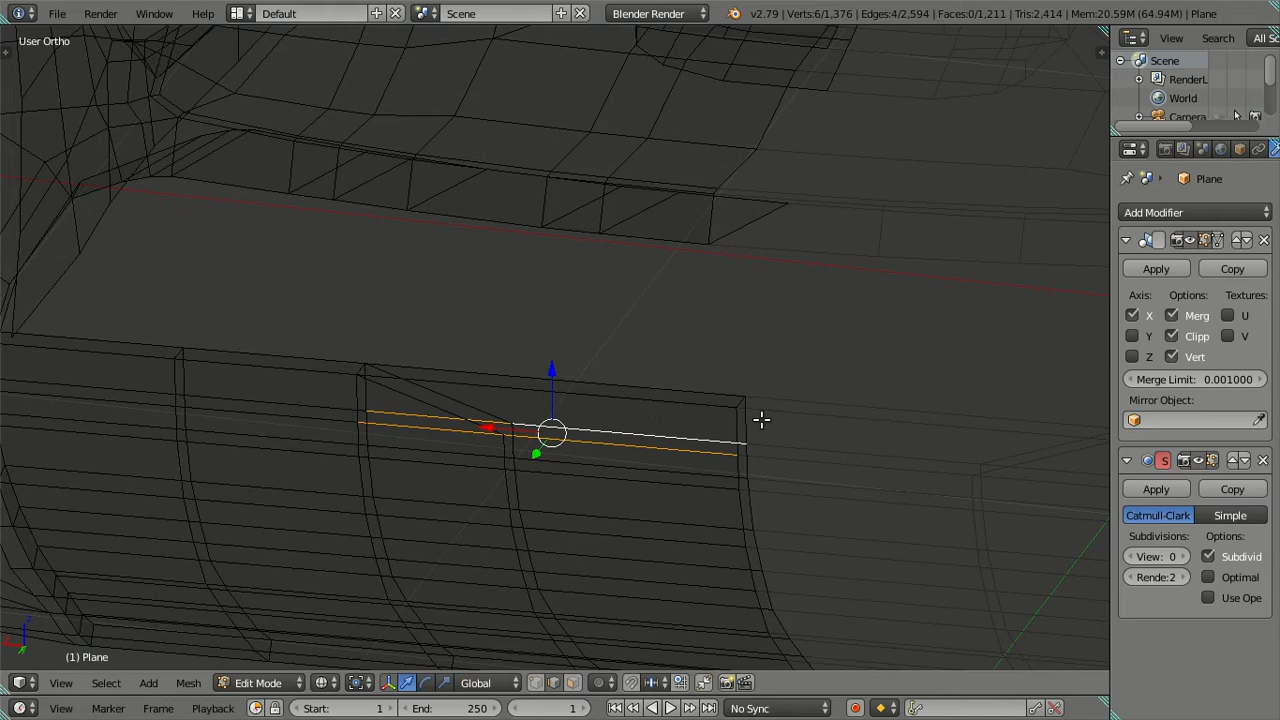 File Render Window Help Default Scene Blender Render v2.79 | Verts:6/1,376 | Edges:4/2,594 | Faces:0/1,211 | Tris:2,414 | Mem:20.59M (64.94M) | Plane
User Ortho
View Search All Sc
Scene
RenderL
World
Camera
Plane
Add Modifier
Apply Copy
Axis: Options: Textures:
X Merg U
Y Clipp V
Z Vert
Merge Limit: 0.001000
Mirror Object:
S
Apply Copy
Catmull-Clark Simple
Subdivisions: Options:
View: 0 Subdivid
Rende:2 Optimal
Use Ope
(1) Plane
View Select Add Mesh Edit Mode Global
View Marker Frame Playback Start: 1 End: 250 1 No Sync